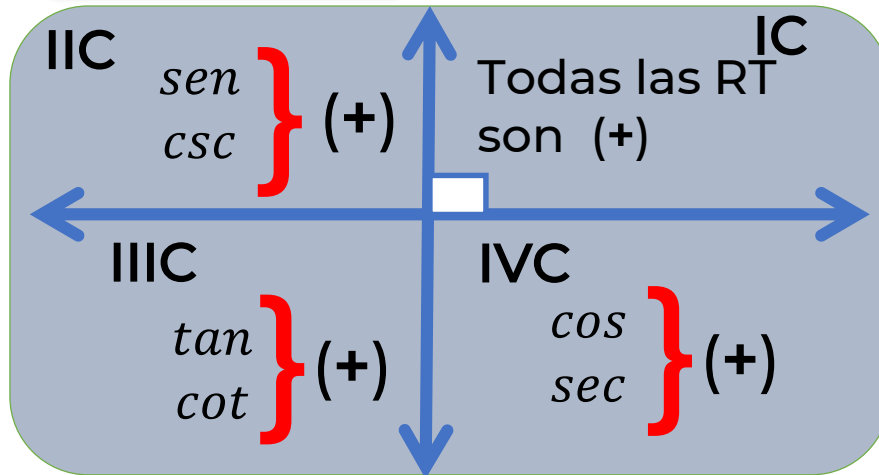 IIC
sen
csc
(+)
IC
Todas las RT
son (+)
IIIC
tan
cot
(+)
IVC
cos
sec
(+)